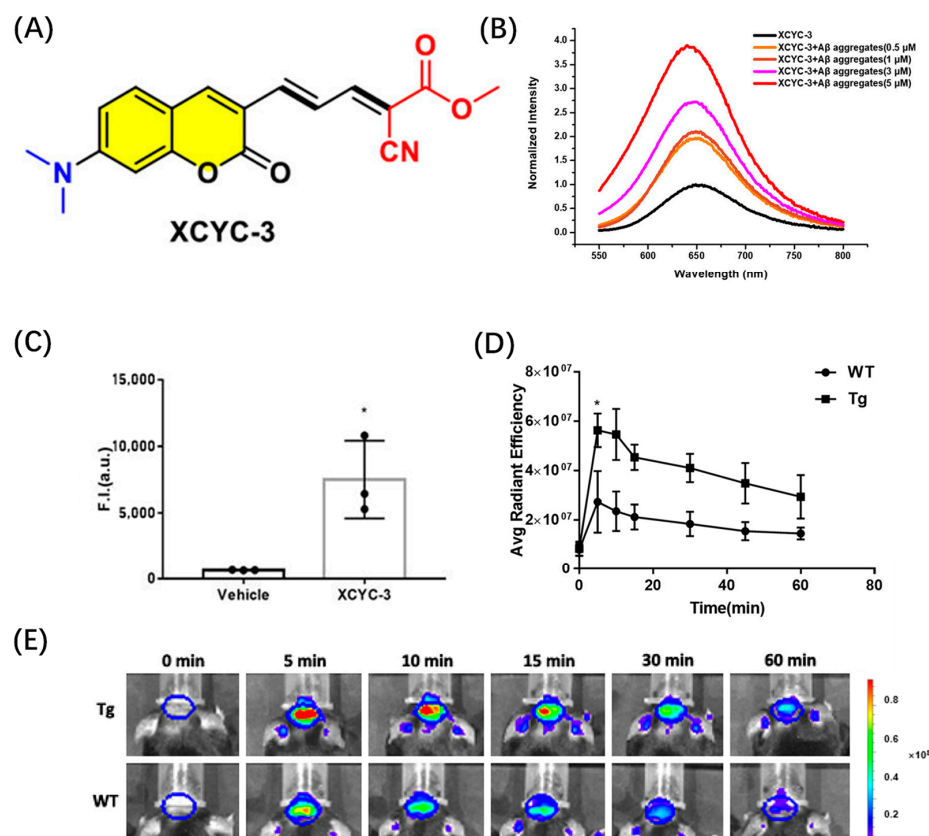 (A)
O
O
CN
N
O
O
XCYC-3
(B)
XCYC-3
XCYC-3+Aβ aggregates(0.5 μM
XCYC-3+Aβ aggregates(1 μM)
XCYC-3+Aβ aggregates(3 μM)
XCYC-3+Aβ aggregates(5 μM)
Normalized Intensity
4.0
3.5
3.0
2.5
2.0
1.5
1.0
0.5
0.0
550 600 650 700 750 800
Wavelength (nm)
(C)
F.I.(a.u.)
15,000
10,000
5,000
0
*
Vehicle XCYC-3
(D)
WT
Tg
Avg Radiant Efficiency
8×10^07
6×10^07
4×10^07
2×10^07
0
*
0 20 40 60 80
Time(min)
(E)
0 min 5 min 10 min 15 min 30 min 60 min
Tg
WT
0.8
0.6
0.4
0.2